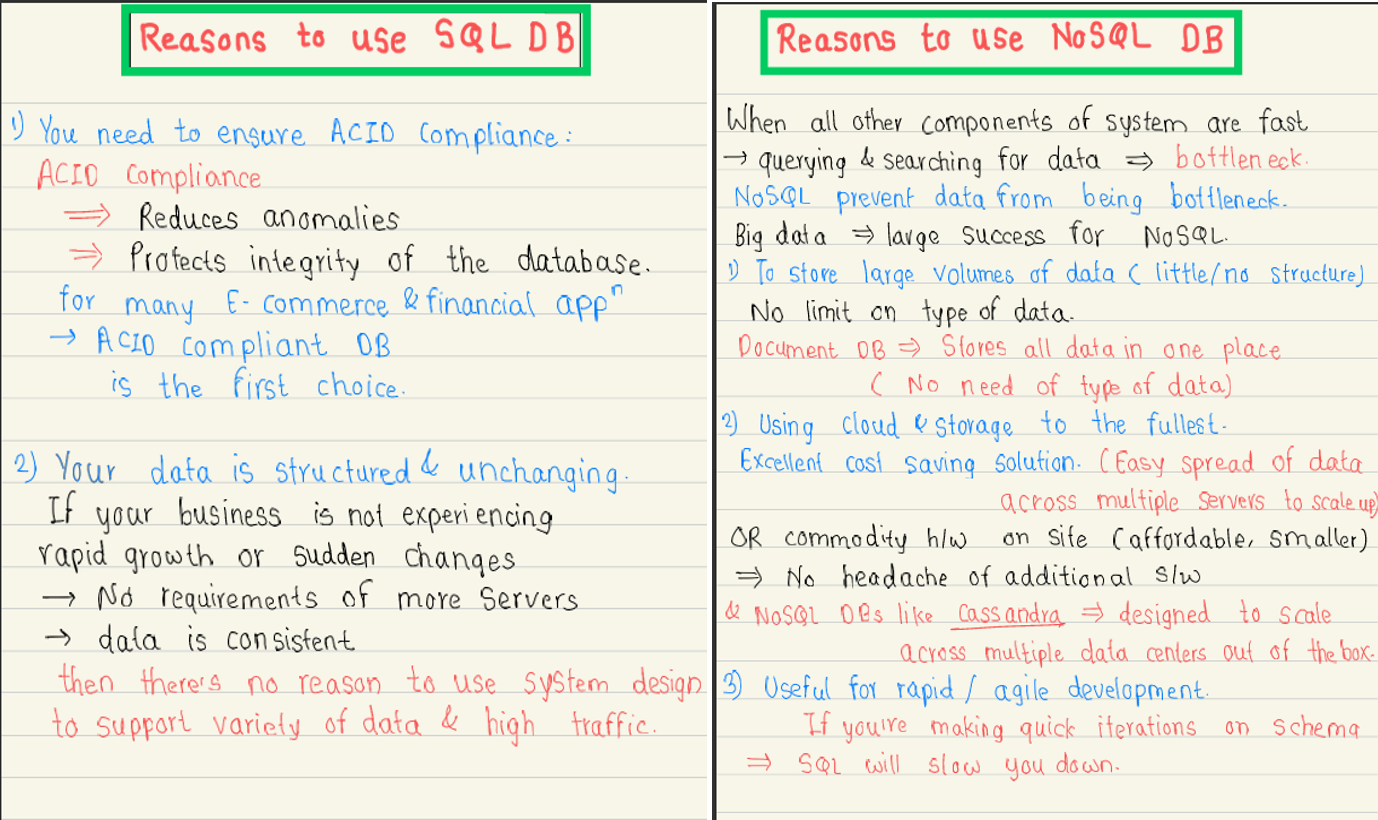 Reasons to use SQL DB
1) You need to ensure ACID Compliance:
ACID Compliance
⇒ Reduces anomalies
⇒ Protects integrity of the database.
for many E-commerce & financial appⁿ
→ ACID compliant DB
is the first choice.
2) Your data is structured & unchanging.
If your business is not experiencing
rapid growth or sudden changes
→ No requirements of more servers
→ data is consistent
then there's no reason to use system design
to support variety of data & high traffic.
Reasons to use NoSQL DB
When all other components of system are fast
→ querying & searching for data ⇒ bottleneck.
NoSQL prevent data from being bottleneck.
Big data ⇒ large success for NoSQL.
1) To store large volumes of data (little/no structure)
No limit on type of data.
Document DB ⇒ Stores all data in one place
(No need of type of data)
2) Using cloud & storage to the fullest.
Excellent cost saving solution. (Easy spread of data
across multiple servers to scale up)
OR commodity h/w on site (affordable, smaller)
⇒ No headache of additional s/w
& NoSQL DBs like Cassandra ⇒ designed to scale
across multiple data centers out of the box.
3) Useful for rapid / agile development.
If you're making quick iterations on schema
⇒ SQL will slow you down.